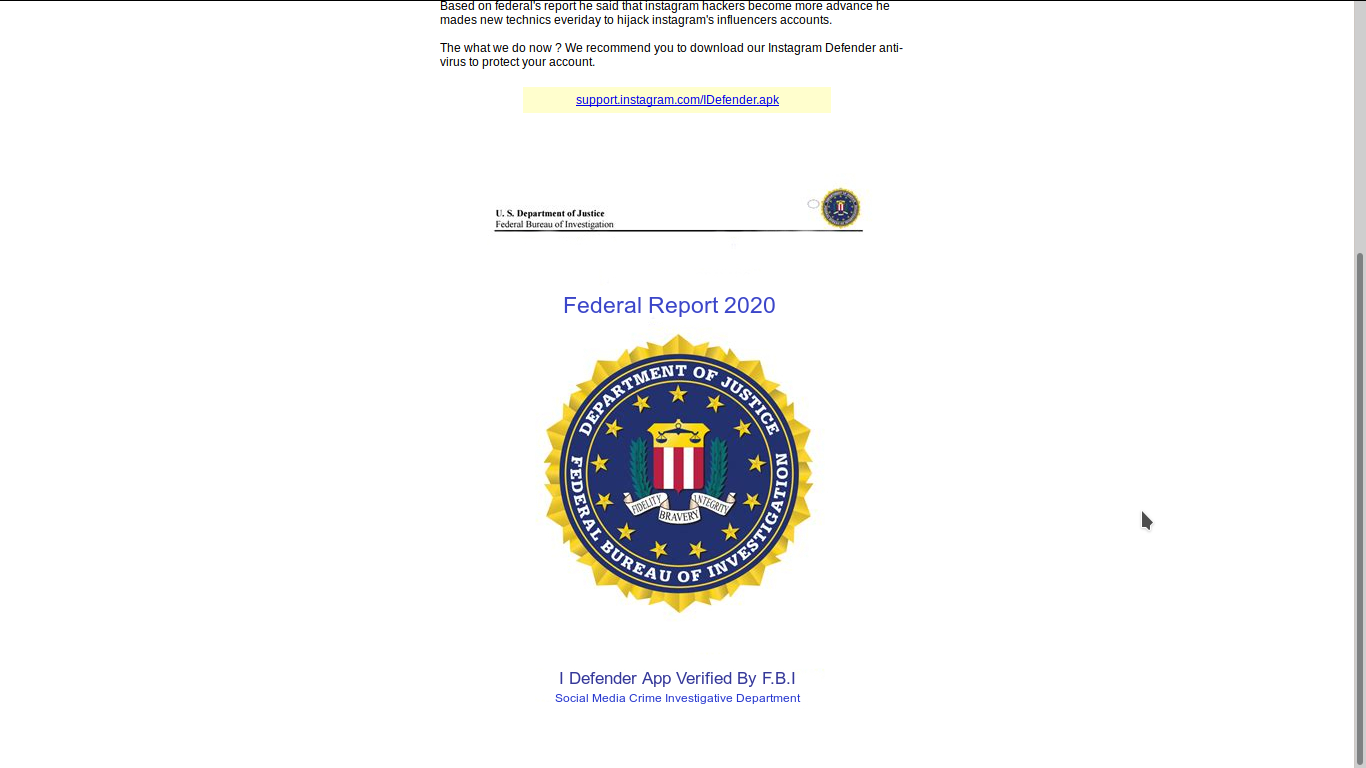 Based on federal's report he said that instagram hackers become more advance he
mades new technics everiday to hijack instagram's influencers accounts.
The what we do now ? We recommend you to download our Instagram Defender anti-
virus to protect your account.
support.instagram.com/IDefender.apk
U. S. Department of Justice
Federal Bureau of Investigation
Federal Report 2020
DEPARTMENT OF JUSTICE
FIDELITY BRAVERY INTEGRITY
FEDERAL BUREAU OF INVESTIGATION
I Defender App Verified By F.B.I
Social Media Crime Investigative Department